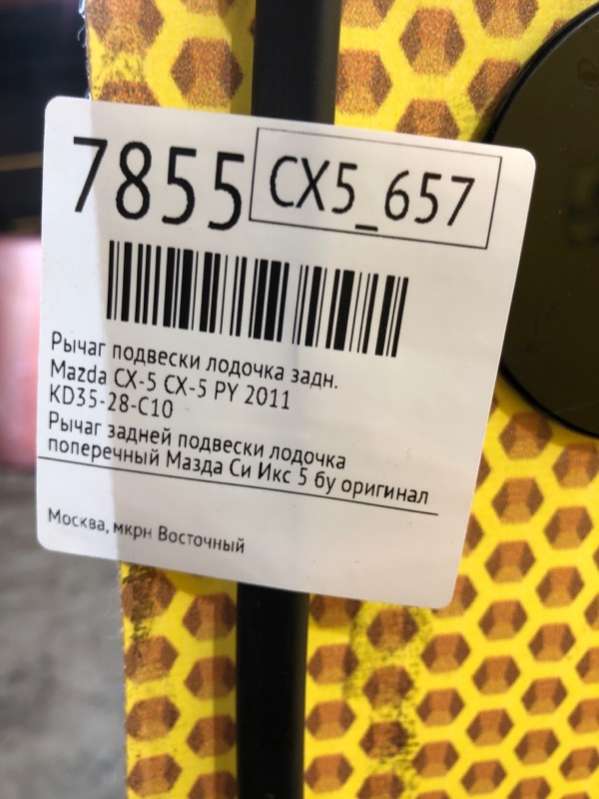 7855 CX5_657
Рычаг подвески лодочка задн.
Mazda CX-5 CX-5 PY 2011
KD35-28-C10
Рычаг задней подвески лодочка
поперечный Мазда Си Икс 5 бу оригинал
Москва, мкрн Восточный